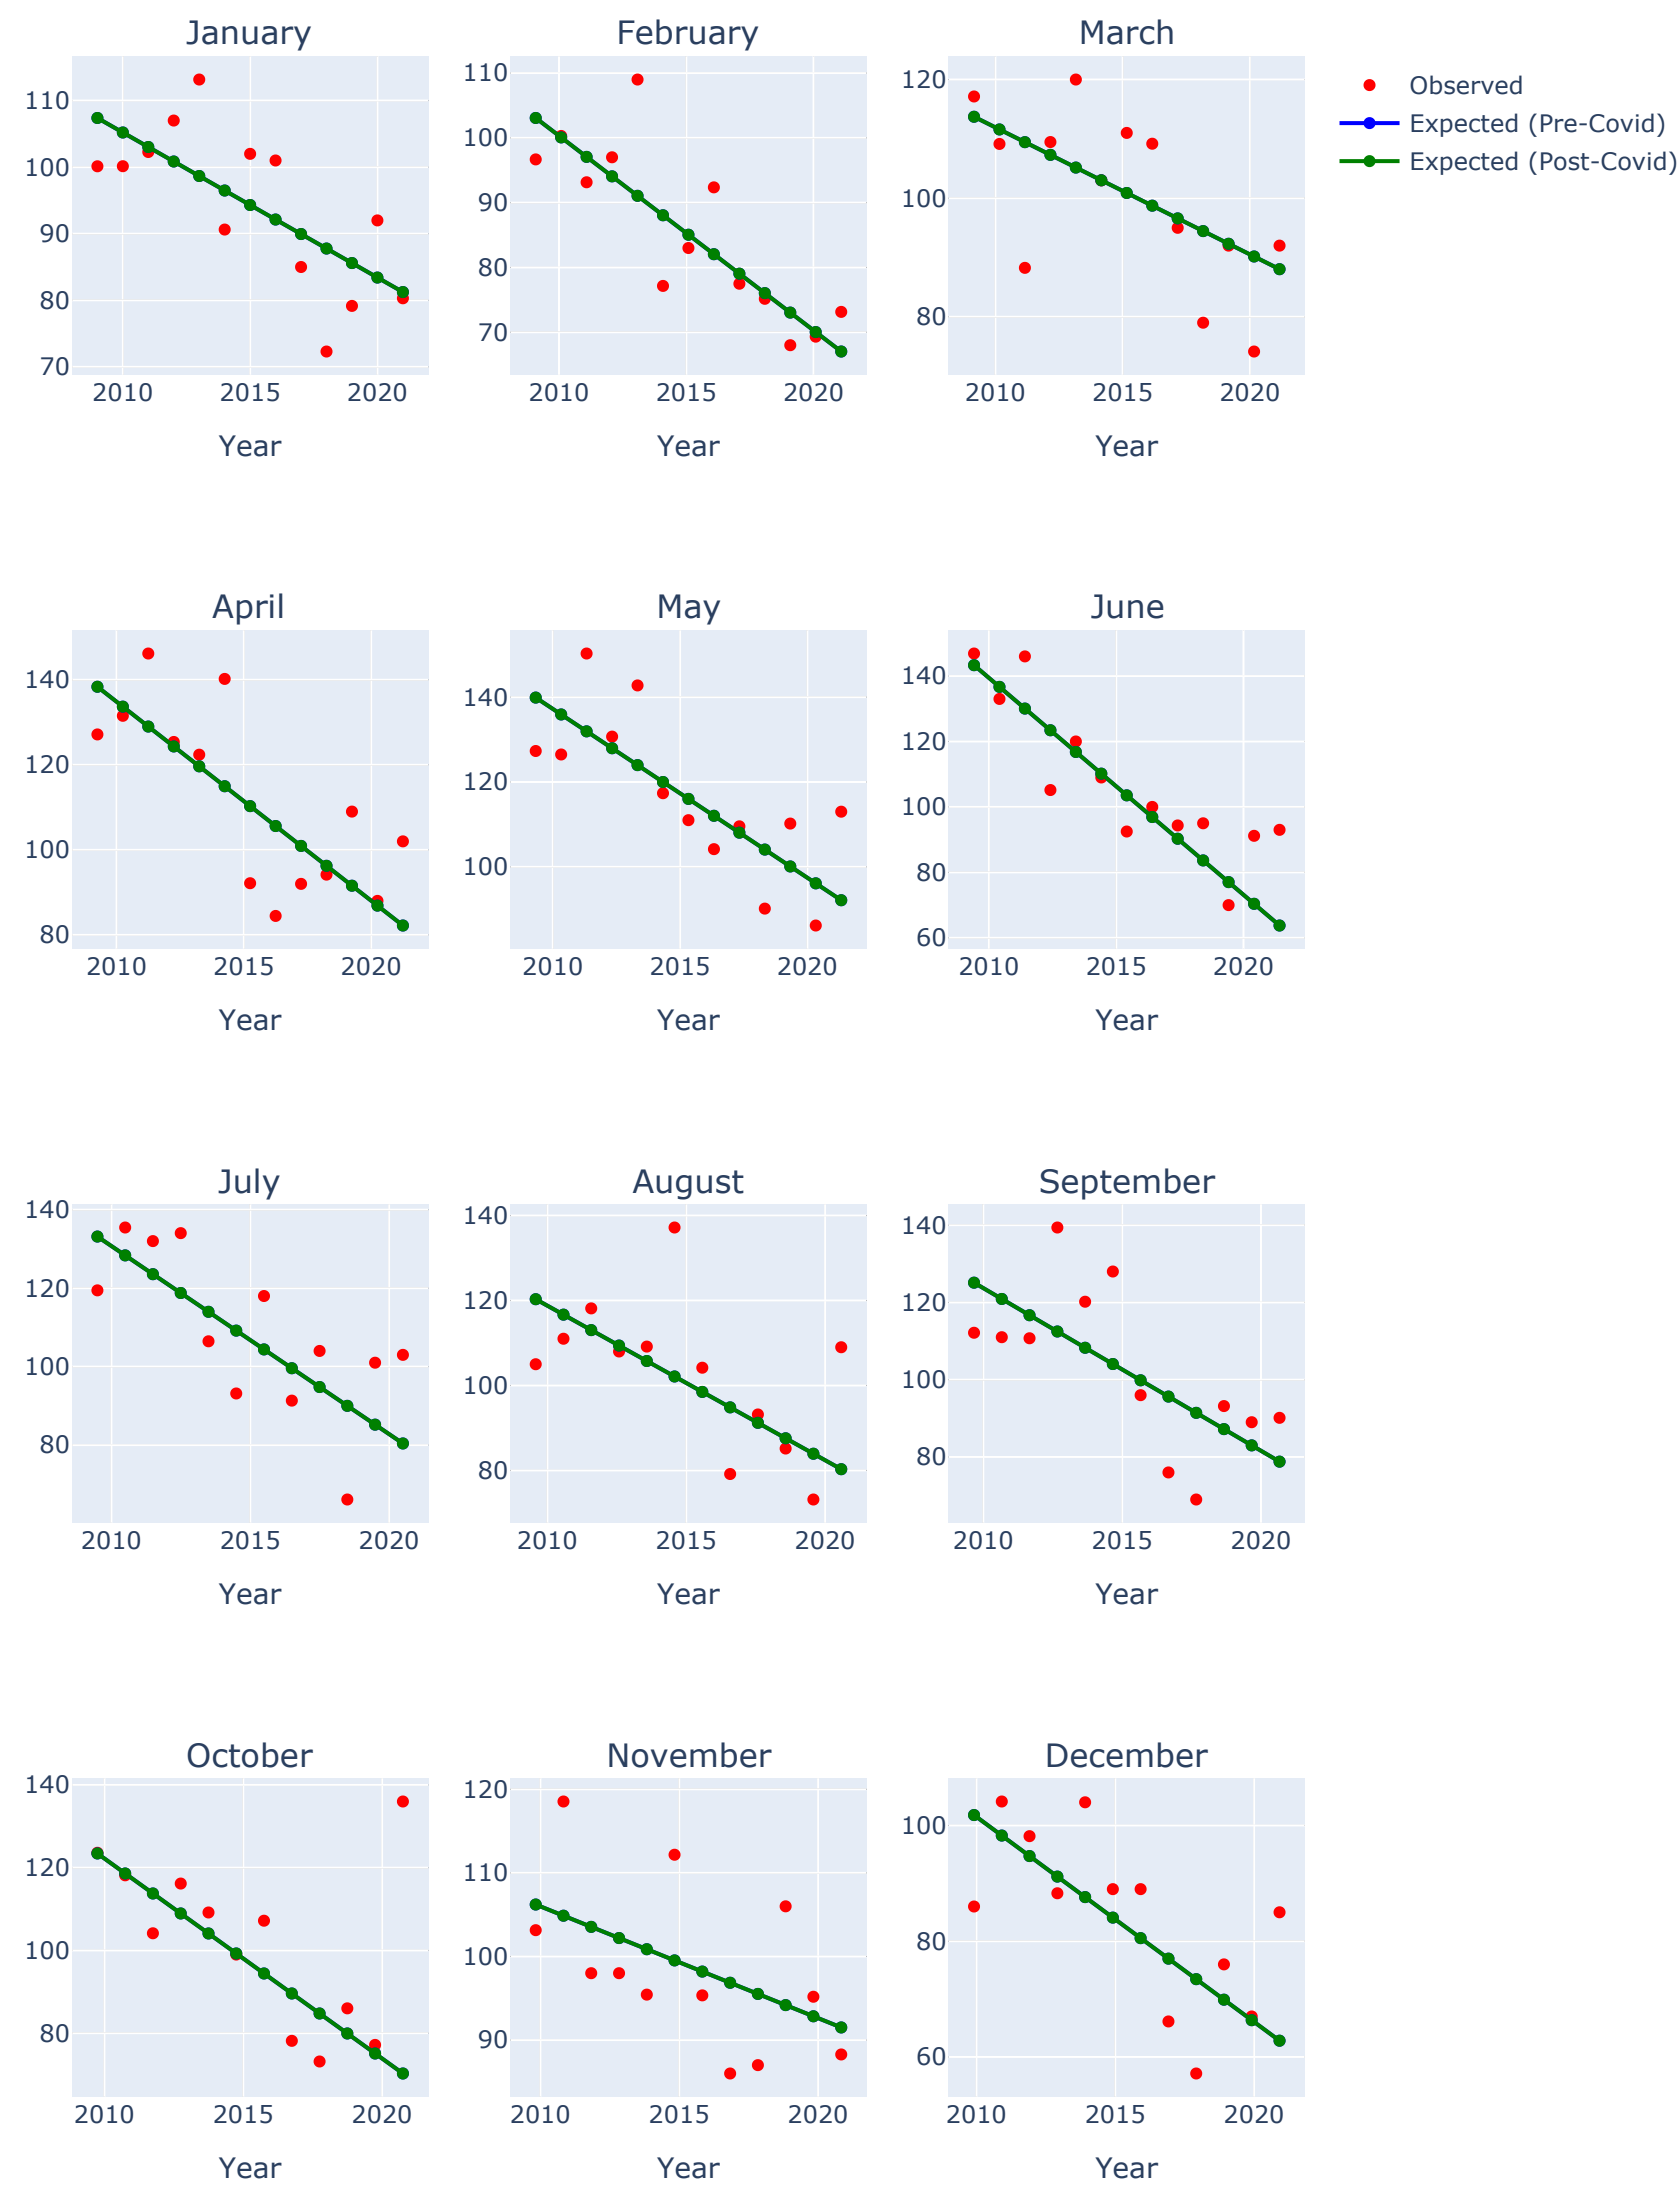 January February March
110
100
90
80
70
2010 2015 2020
Year
110
100
90
80
70
2010 2015 2020
Year
120
100
80
2010 2015 2020
Year
Observed
Expected (Pre-Covid)
Expected (Post-Covid)
April May June
140
120
100
80
2010 2015 2020
Year
140
120
100
2010 2015 2020
Year
140
120
100
80
60
2010 2015 2020
Year
July August September
140
120
100
80
2010 2015 2020
Year
140
120
100
80
2010 2015 2020
Year
140
120
100
80
2010 2015 2020
Year
October November December
140
120
100
80
2010 2015 2020
Year
120
110
100
90
2010 2015 2020
Year
100
80
60
2010 2015 2020
Year